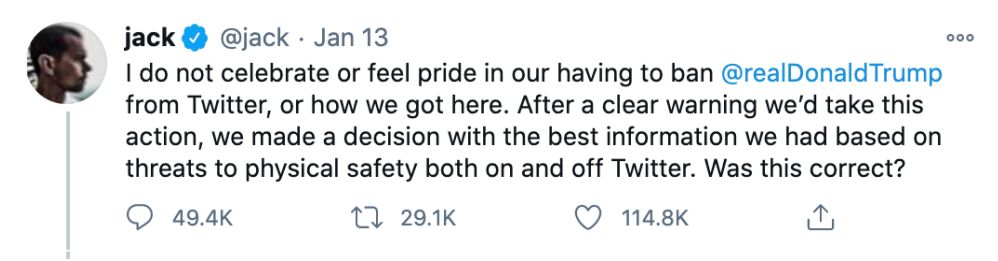 jack @jack · Jan 13
I do not celebrate or feel pride in our having to ban @realDonaldTrump
from Twitter, or how we got here. After a clear warning we’d take this
action, we made a decision with the best information we had based on
threats to physical safety both on and off Twitter. Was this correct?
49.4K 29.1K 114.8K